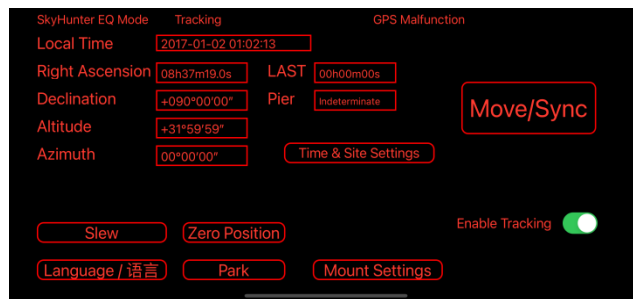 SkyHunter EQ Mode Tracking GPS Malfunction
Local Time 2017-01-02 01:02:13
Right Ascension 08h37m19.0s LAST 00h00m00s
Declination +090°00'00" Pier Indeterminate
Move/Sync
Altitude +31°59'59"
Azimuth 00°00'00" Time & Site Settings
Slew Zero Position Enable Tracking
Language / 语言 Park Mount Settings